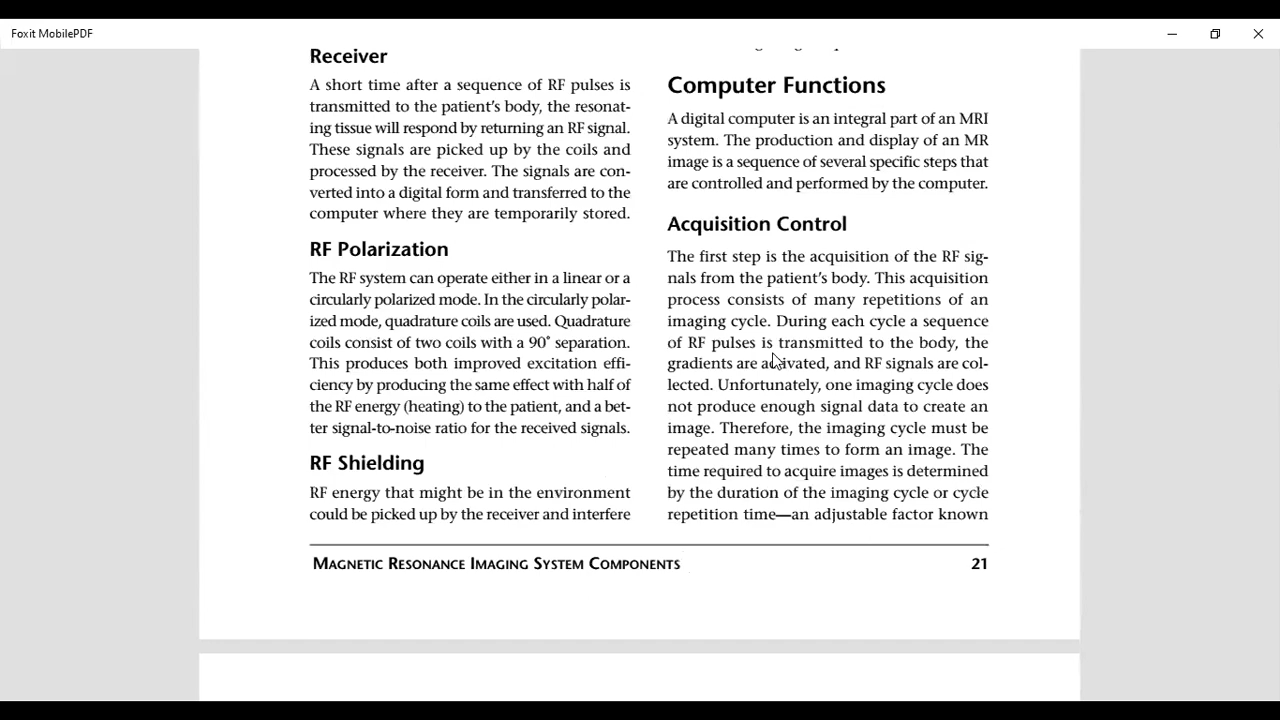 Foxit MobilePDF
Receiver
A short time after a sequence of RF pulses is
transmitted to the patient's body, the resonat-
ing tissue will respond by returning an RF signal.
These signals are picked up by the coils and
processed by the receiver. The signals are con-
verted into a digital form and transferred to the
computer where they are temporarily stored.
RF Polarization
The RF system can operate either in a linear or a
circularly polarized mode. In the circularly polar-
ized mode, quadrature coils are used. Quadrature
coils consist of two coils with a 90° separation.
This produces both improved excitation effi-
ciency by producing the same effect with half of
the RF energy (heating) to the patient, and a bet-
ter signal-to-noise ratio for the received signals.
RF Shielding
RF energy that might be in the environment
could be picked up by the receiver and interfere
Computer Functions
A digital computer is an integral part of an MRI
system. The production and display of an MR
image is a sequence of several specific steps that
are controlled and performed by the computer.
Acquisition Control
The first step is the acquisition of the RF sig-
nals from the patient's body. This acquisition
process consists of many repetitions of an
imaging cycle. During each cycle a sequence
of RF pulses is transmitted to the body, the
gradients are activated, and RF signals are col-
lected. Unfortunately, one imaging cycle does
not produce enough signal data to create an
image. Therefore, the imaging cycle must be
repeated many times to form an image. The
time required to acquire images is determined
by the duration of the imaging cycle or cycle
repetition time—an adjustable factor known
MAGNETIC RESONANCE IMAGING SYSTEM COMPONENTS
21